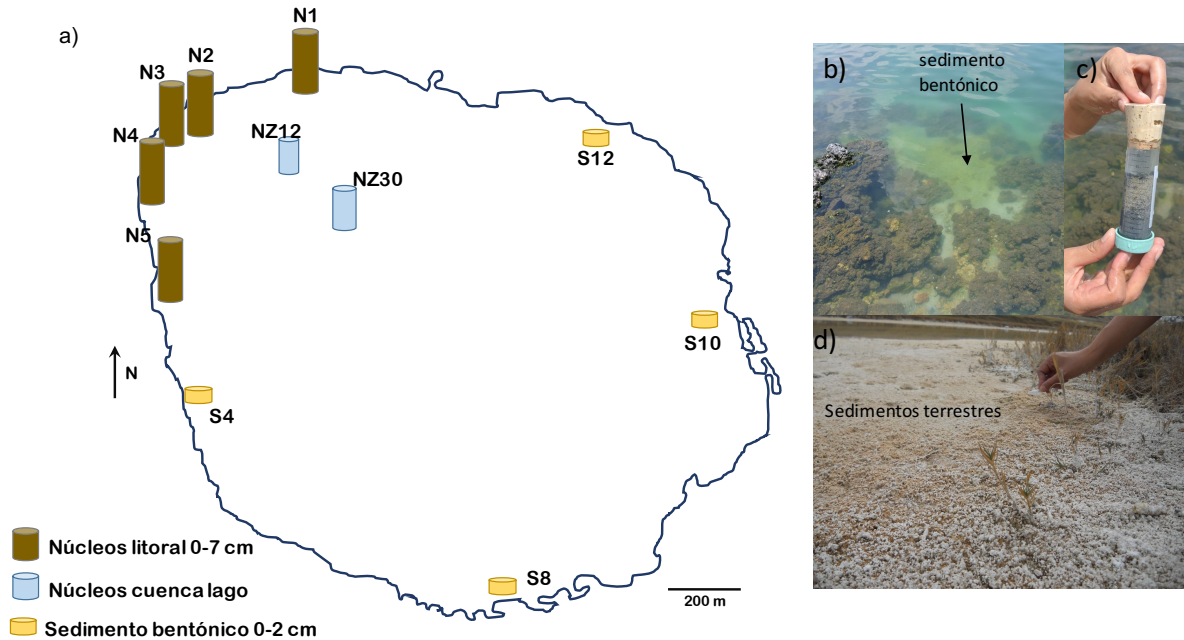 a)
N1
N2
N3
N4
NZ12
NZ30
N5
S12
S10
S4
S8
N
200 m
Núcleos litoral 0-7 cm
Núcleos cuenca lago
Sedimento bentónico 0-2 cm
b)
sedimento
bentónico
c)
d)
Sedimentos terrestres